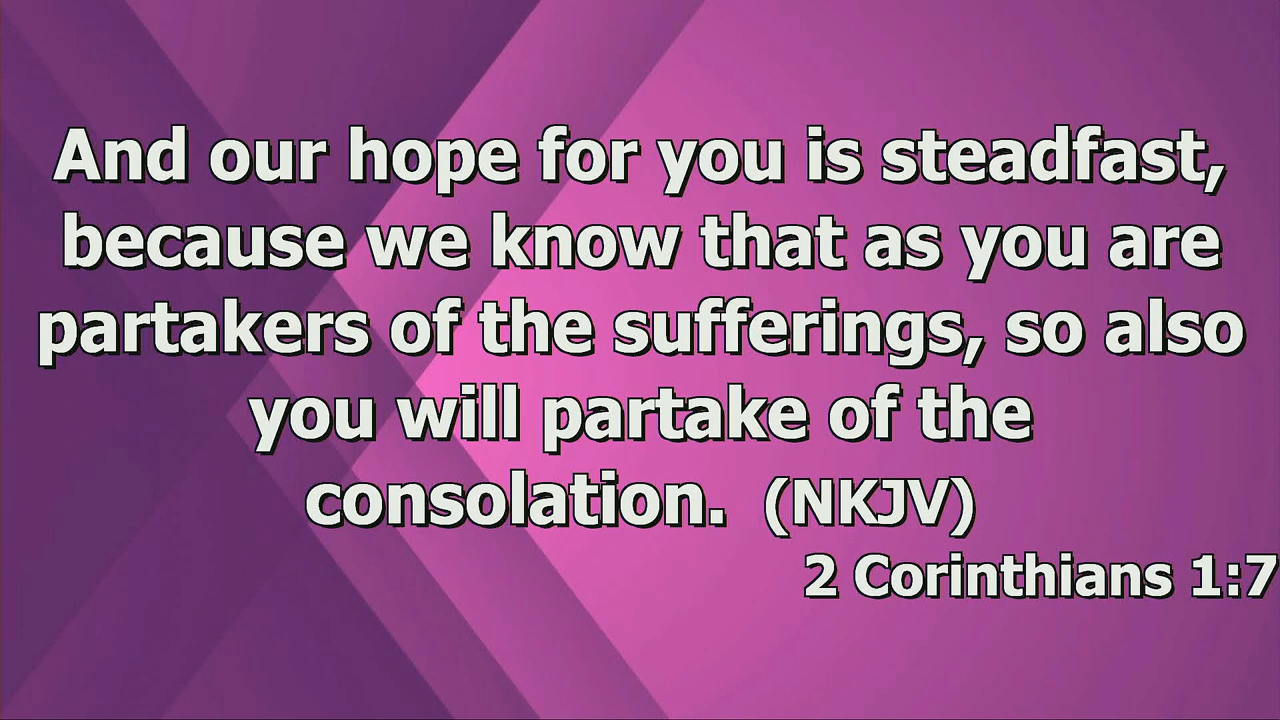 And our hope for you is steadfast,
because we know that as you are
partakers of the sufferings, so also
you will partake of the
consolation. (NKJV)
2 Corinthians 1:7